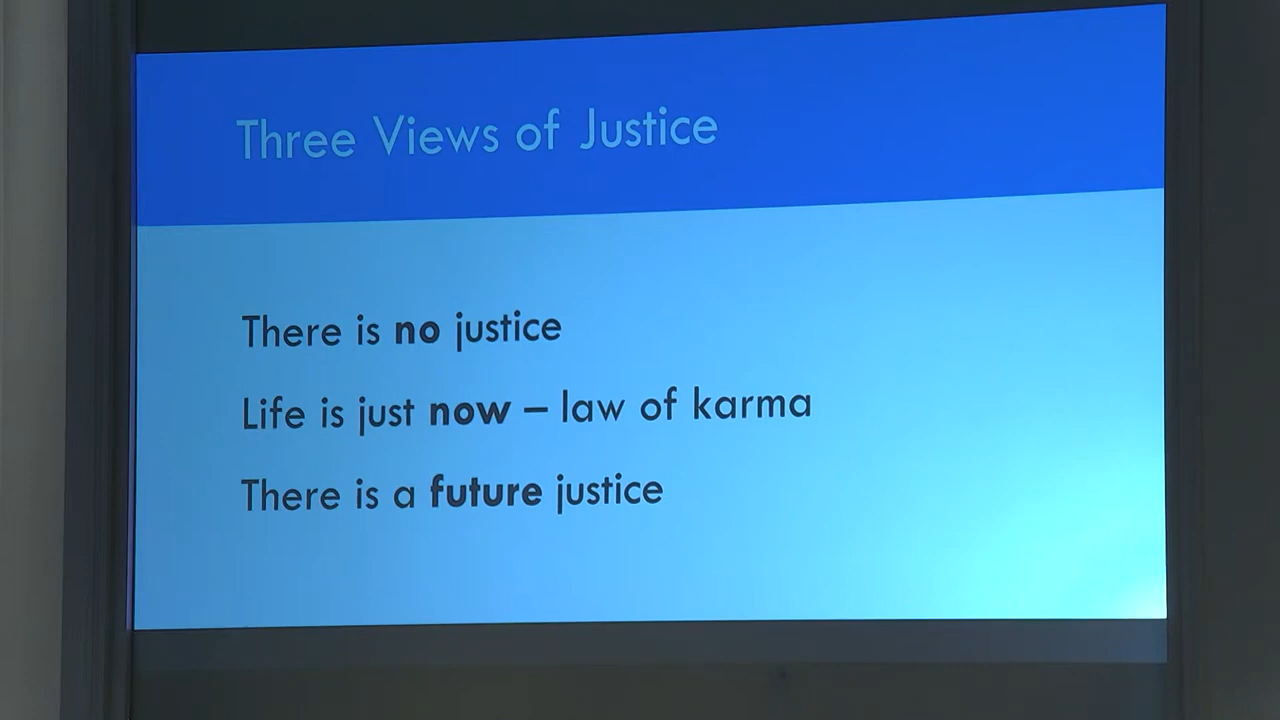 Three Views of Justice
There is no justice
Life is just now – law of karma
There is a future justice